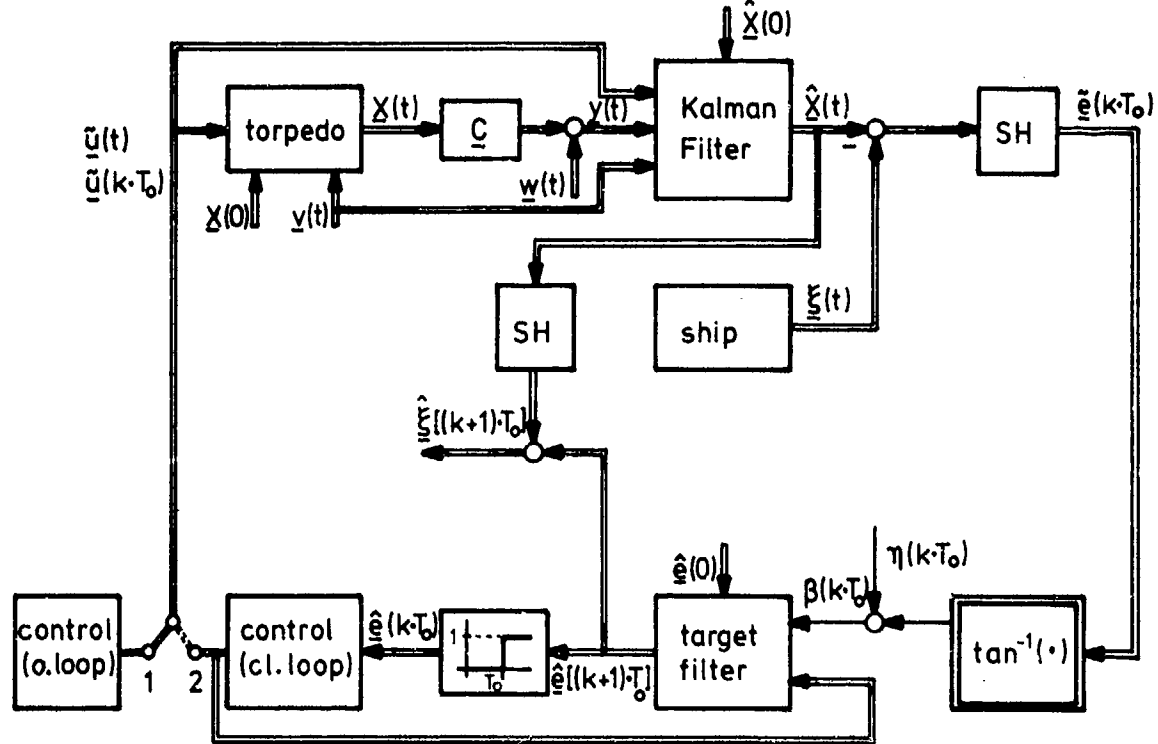 X̲̂(0)
Kalman
Filter
torpedo
X̲(t)
C̲
y(t)
X̲̂(t)
-
SH
ẽ̲(k·T₀)
ũ̲(t)
ũ̲(k·T₀)
X̲(0)
v̲(t)
w̲(t)
SH
ship
ξ̲(t)
ξ̲̂[(k+1)·T₀]
control
(o.loop)
1
2
control
(cl.loop)
ê̲(k·T₀)
1
T₀
ê̲[(k+1)·T₀]
ê̲(0)
target
filter
β(k·T₀)
η(k·T₀)
tan⁻¹(·)